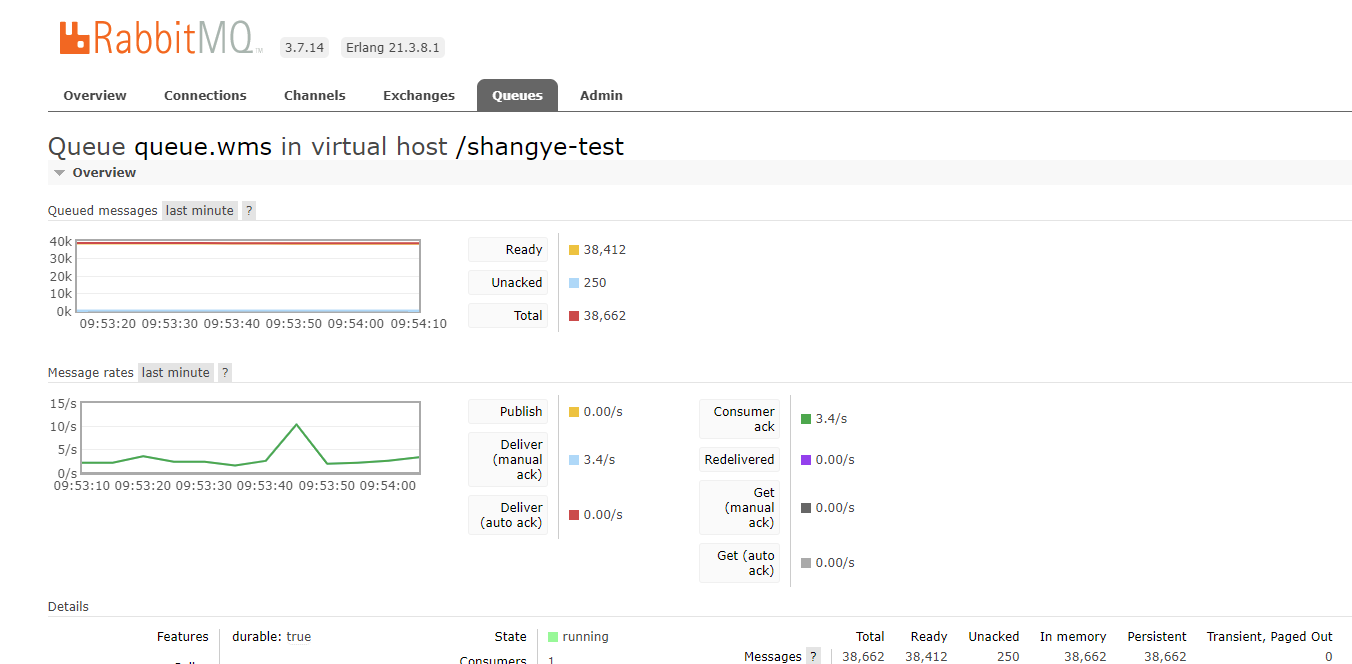 RabbitMQ TM 3.7.14 Erlang 21.3.8.1
Overview Connections Channels Exchanges Queues Admin
Queue queue.wms in virtual host /shangye-test
Overview
Queued messages last minute ?
40k
30k
20k
10k
0k
09:53:20 09:53:30 09:53:40 09:53:50 09:54:00 09:54:10
Ready 38,412
Unacked 250
Total 38,662
Message rates last minute ?
15/s
10/s
5/s
0/s
09:53:10 09:53:20 09:53:30 09:53:40 09:53:50 09:54:00
Publish 0.00/s
Deliver
(manual 3.4/s
ack)
Deliver
(auto ack) 0.00/s
Consumer
ack 3.4/s
Redelivered 0.00/s
Get
(manual 0.00/s
ack)
Get (auto
ack) 0.00/s
Details
Features durable: true
State running
Consumers 1
Total Ready Unacked In memory Persistent Transient, Paged Out
Messages ? 38,662 38,412 250 38,662 38,662 0